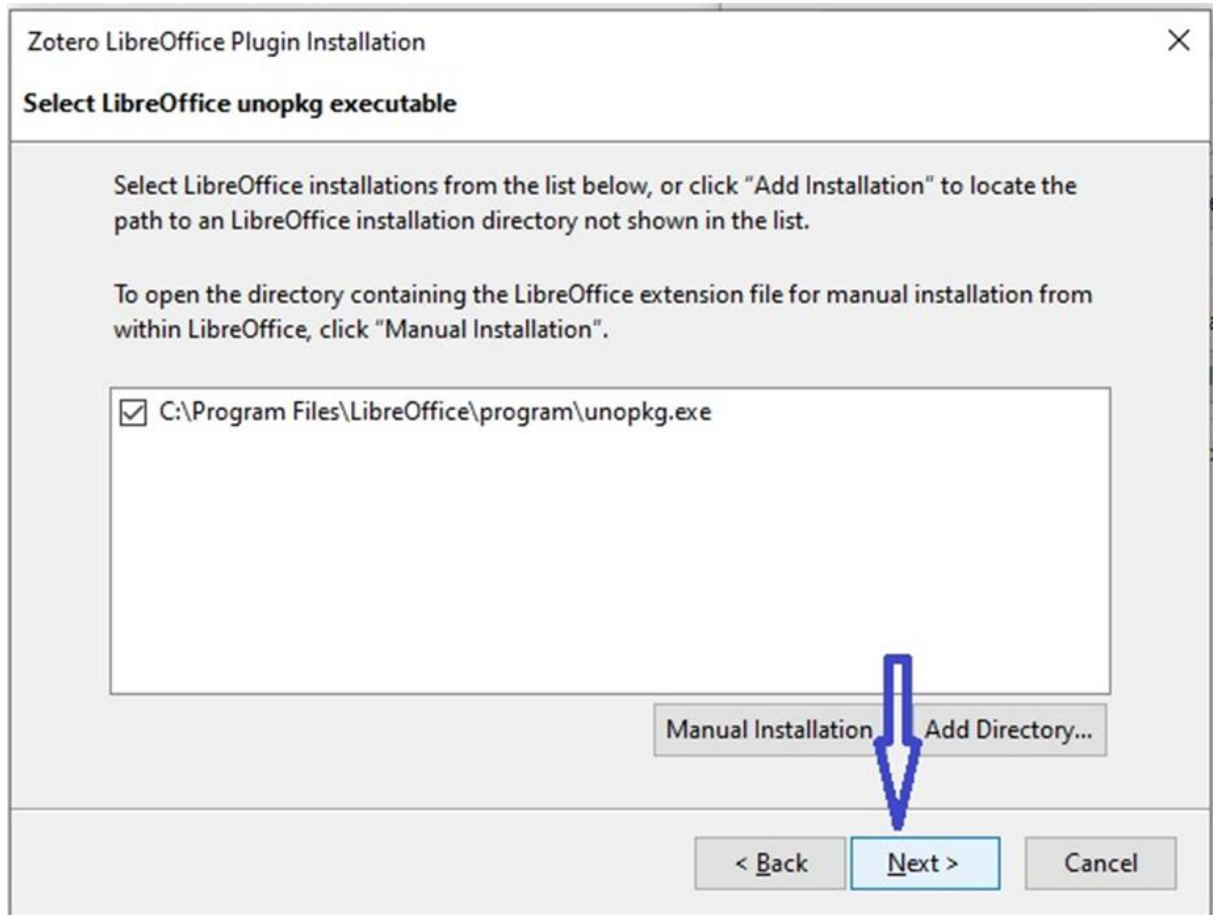 Zotero LibreOffice Plugin Installation
Select LibreOffice unopkg executable
Select LibreOffice installations from the list below, or click “Add Installation” to locate the
path to an LibreOffice installation directory not shown in the list.
To open the directory containing the LibreOffice extension file for manual installation from
within LibreOffice, click “Manual Installation”.
C:\Program Files\LibreOffice\program\unopkg.exe
Manual Installation Add Directory...
< Back Next > Cancel